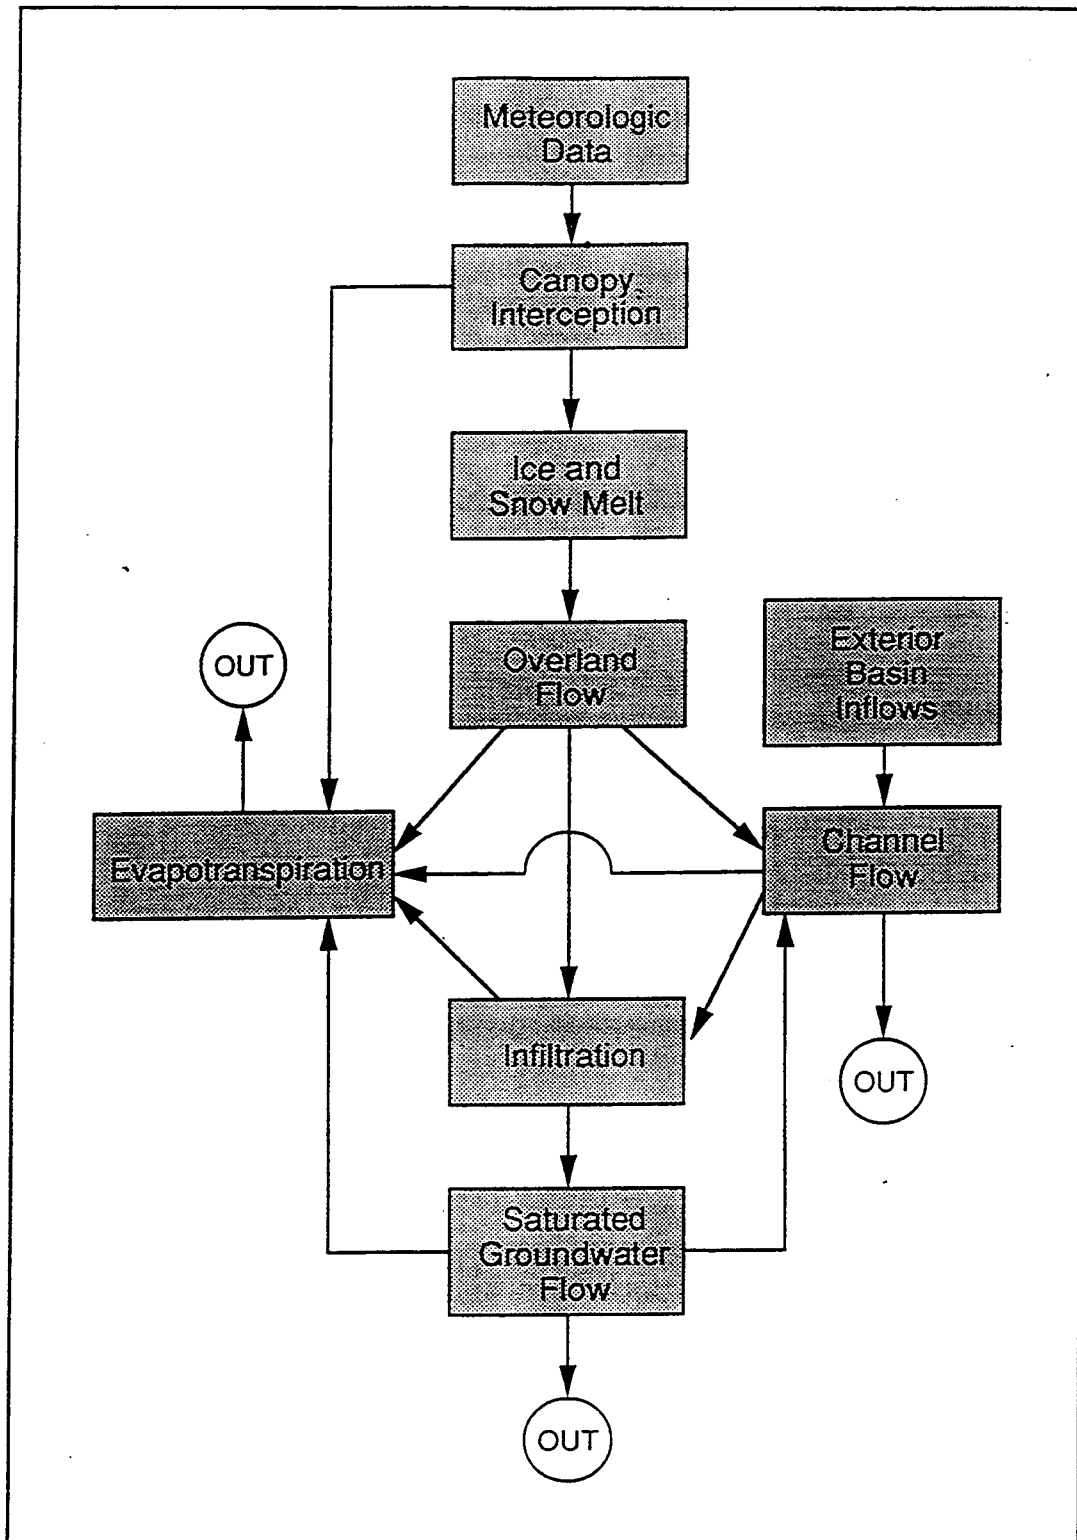 Meteorologic
Data
Canopy
Interception
Ice and
Snow Melt
Overland
Flow
Exterior
Basin
Inflows
OUT
Evapotranspiration
Channel
Flow
Infiltration
OUT
Saturated
Groundwater
Flow
OUT